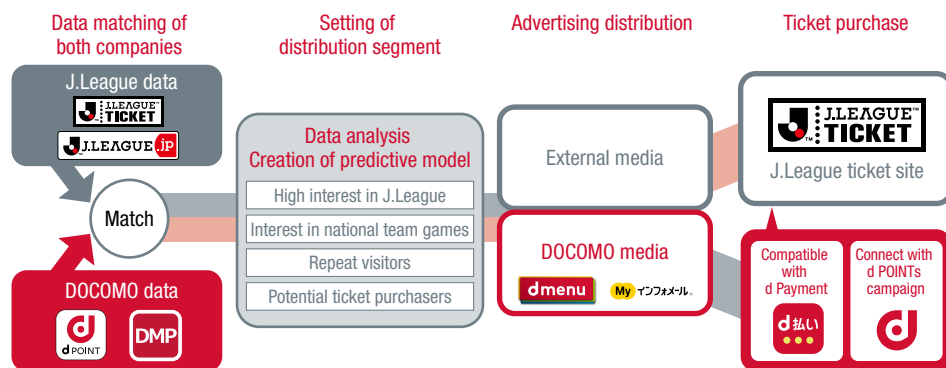 Data matching of
both companies
Setting of
distribution segment
Advertising distribution
Ticket purchase
J.League data
J.LEAGUE™
TICKET
J.LEAGUE.jp
Match
DOCOMO data
d POINT
DMP
Data analysis
Creation of predictive model
High interest in J.League
Interest in national team games
Repeat visitors
Potential ticket purchasers
External media
DOCOMO media
dmenu
My インフォメール®
J.LEAGUE™
TICKET
J.League ticket site
Compatible
with
d Payment
d払い
Connect with
d POINTs
campaign
d